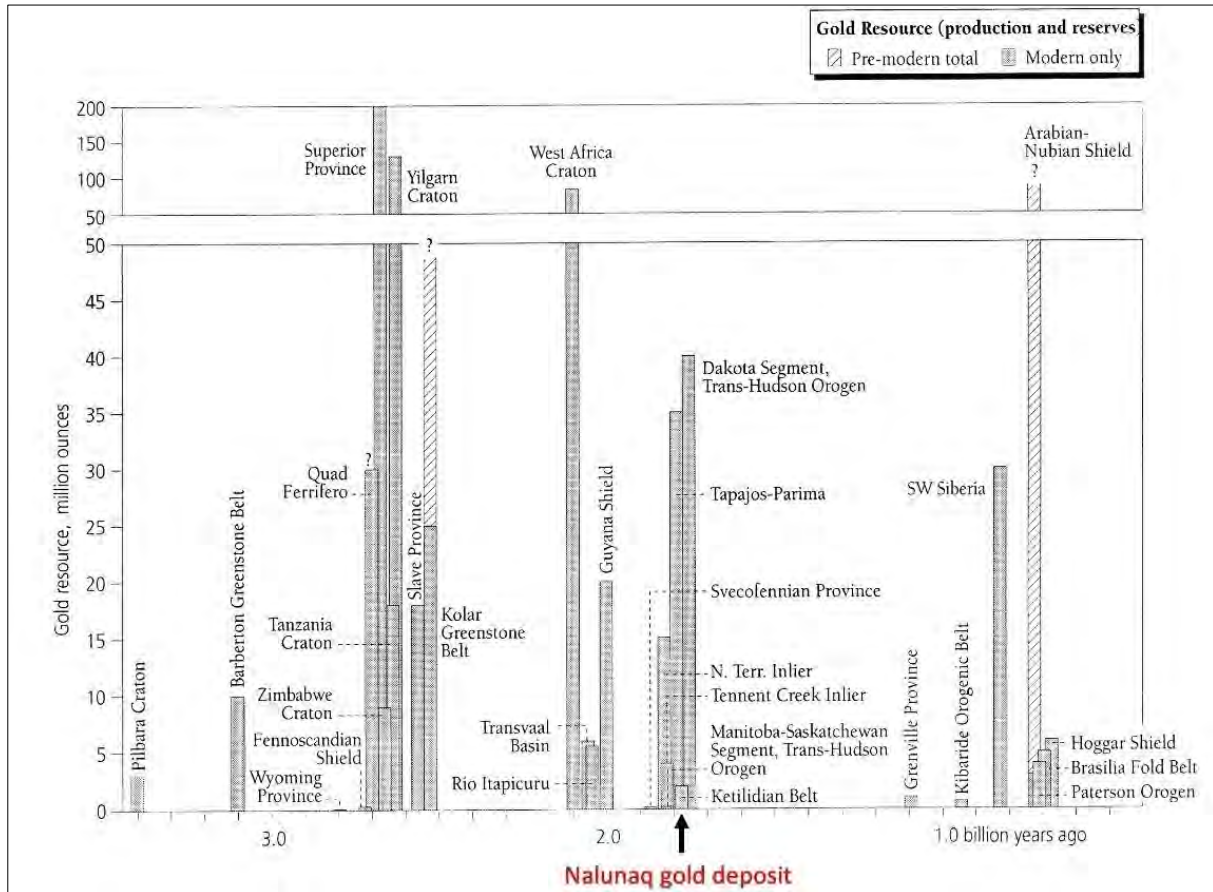 Gold Resource (production and reserves)
Pre-modern total
Modern only
200
150
100
50
Superior
Province
Yilgarn
Craton
West Africa
Craton
Arabian-
Nubian Shield
?
50
45
40
35
30
25
20
15
10
5
0
Gold resource, million ounces
Pilbara Craton
Barberton Greenstone Belt
?
Quad
Ferrifero
Tanzania
Craton
Zimbabwe
Craton
Fennoscandian
Shield
Wyoming
Province
Slave Province
?
Kolar
Greenstone
Belt
Transvaal
Basin
Rio Itapicuru
Guyana Shield
Dakota Segment,
Trans-Hudson Orogen
Tapajos-Parima
Svecofennian Province
N. Terr. Inlier
Tennent Creek Inlier
Manitoba-Saskatchewan
Segment, Trans-Hudson
Orogen
Ketilidian Belt
Grenville Province
Kibaride Orogenic Belt
SW Siberia
Hoggar Shield
Brasilia Fold Belt
Paterson Orogen
3.0
2.0
1.0 billion years ago
Nalunaq gold deposit